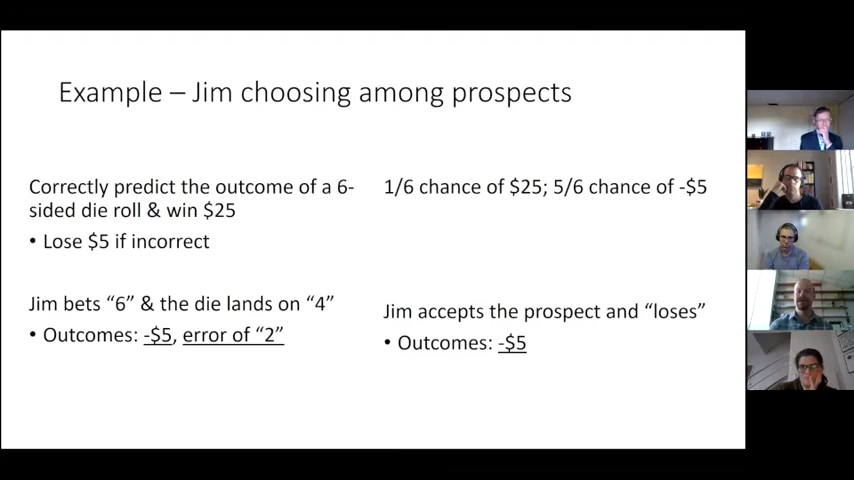 Example – Jim choosing among prospects
Correctly predict the outcome of a 6-
sided die roll & win $25
• Lose $5 if incorrect
Jim bets “6” & the die lands on “4”
• Outcomes: -$5, error of “2”
1/6 chance of $25; 5/6 chance of -$5
Jim accepts the prospect and “loses”
• Outcomes: -$5